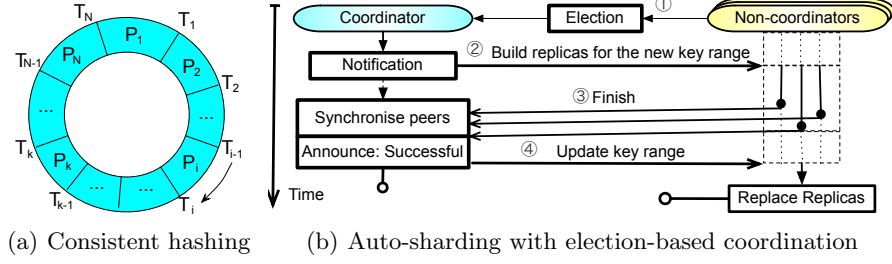 T_N
T_1
P_N
P_1
T_{N-1}
P_2
T_2
...
...
T_k
T_{i-1}
P_k
P_i
...
...
T_{k-1}
T_i
(a) Consistent hashing
Coordinator
Election
①
Non-coordinators
Notification
② Build replicas for the new key range
③ Finish
Synchronise peers
Announce: Successful
④ Update key range
Time
Replace Replicas
(b) Auto-sharding with election-based coordination